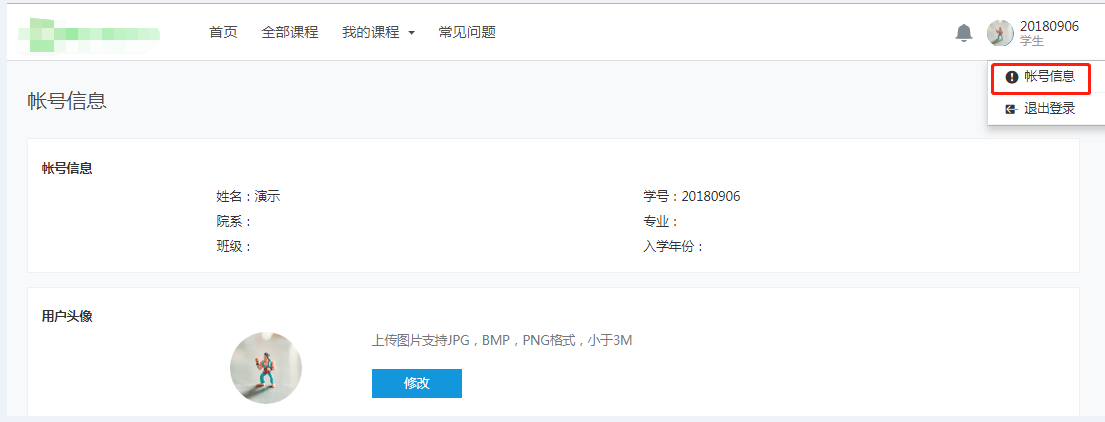 首页 全部课程 我的课程 常见问题
20180906
学生
帐号信息
退出登录
帐号信息
帐号信息
姓名：演示 学号：20180906
院系： 专业：
班级： 入学年份：
用户头像
上传图片支持JPG，BMP，PNG格式，小于3M
修改